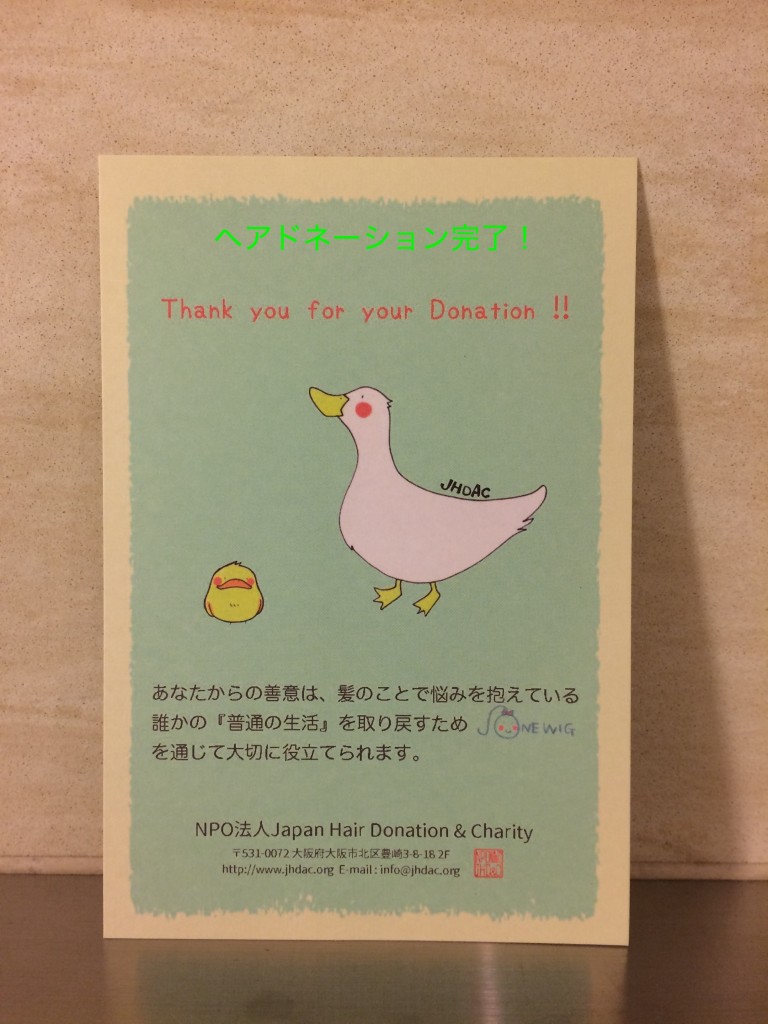 ヘアドネーション完了！
Thank you for your Donation !!
JHDAC
あなたからの善意は、髪のことで悩みを抱えている
誰かの『普通の生活』を取り戻すため ONEWIG
を通じて大切に役立てられます。
NPO法人Japan Hair Donation & Charity
〒531-0072 大阪府大阪市北区豊崎3-8-18 2F
http://www.jhdac.org E-mail : info@jhdac.org